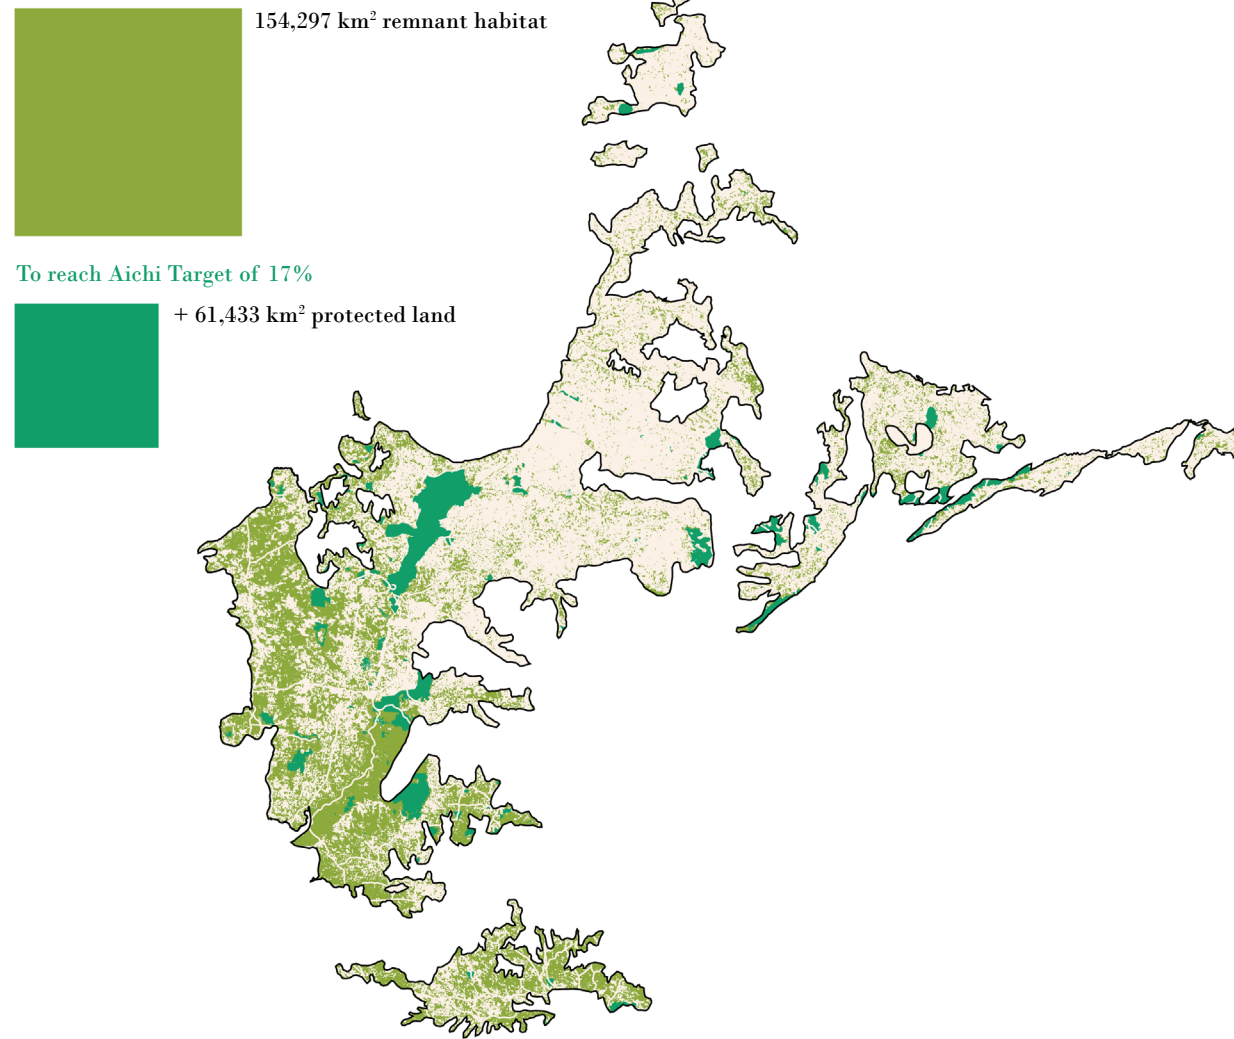 154,297 km² remnant habitat
To reach Aichi Target of 17%
+ 61,433 km² protected land